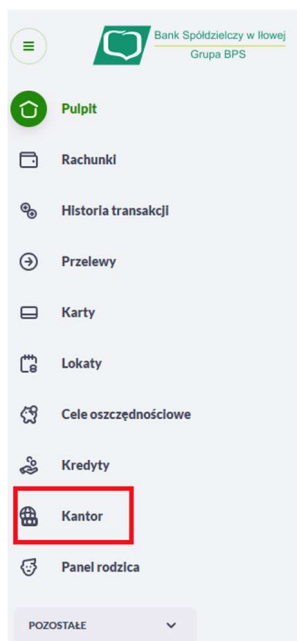 Bank Spółdzielczy w Iłowej
Grupa BPS
Pulpit
Rachunki
Historia transakcji
Przelewy
Karty
Lokaty
Cele oszczędnościowe
Kredyty
Kantor
Panel rodzica
POZOSTAŁE